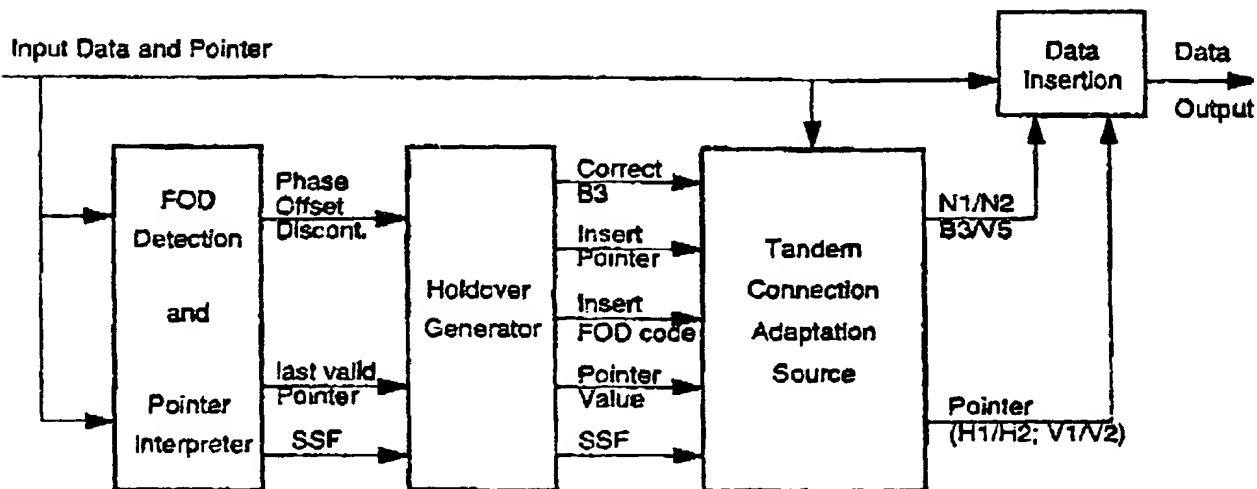 Input Data and Pointer
Data
Insertion
Data
Output
FOD
Detection
and
Pointer
Interpreter
Phase
Offset
Discont.
last valid
Pointer
SSF
Holdover
Generator
Correct
B3
Insert
Pointer
Insert
FOD code
Pointer
Value
SSF
Tandem
Connection
Adaptation
Source
N1/N2
B3/V5
Pointer
(H1/H2; V1/V2)